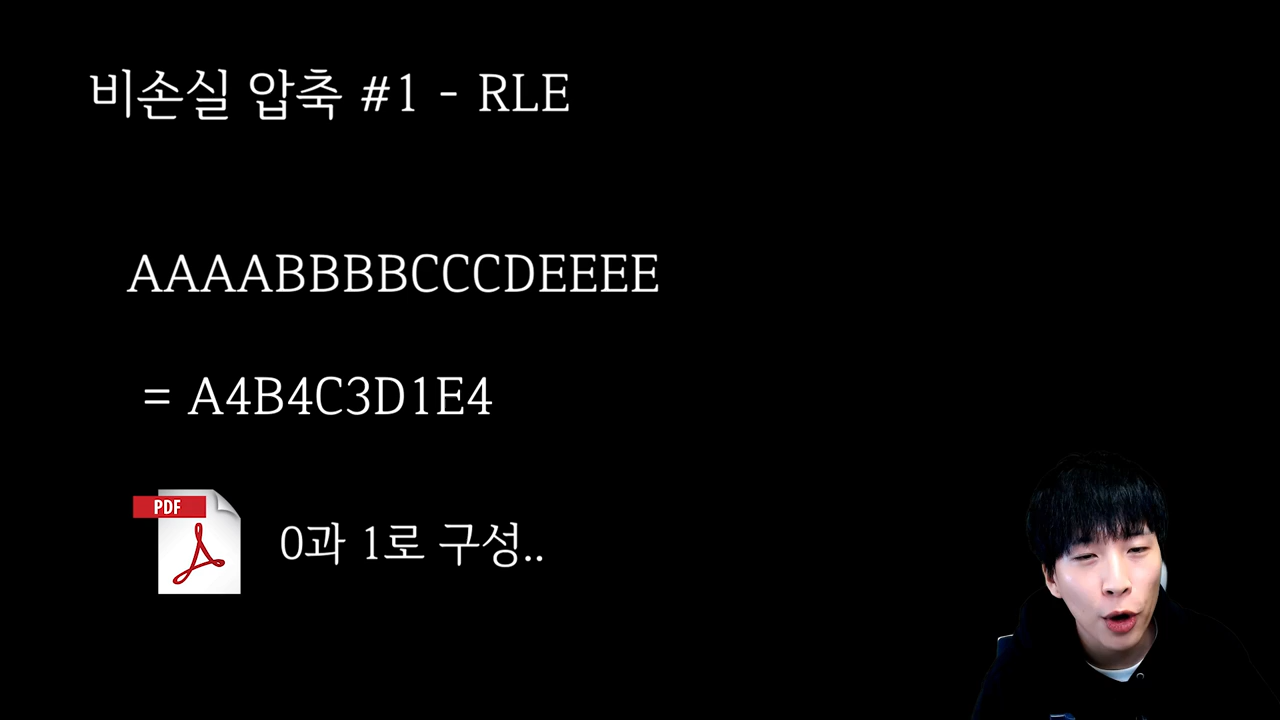 비손실 압축 #1 - RLE
AAAABBBBCCCDEEEE
= A4B4C3D1E4
PDF
0과 1로 구성..